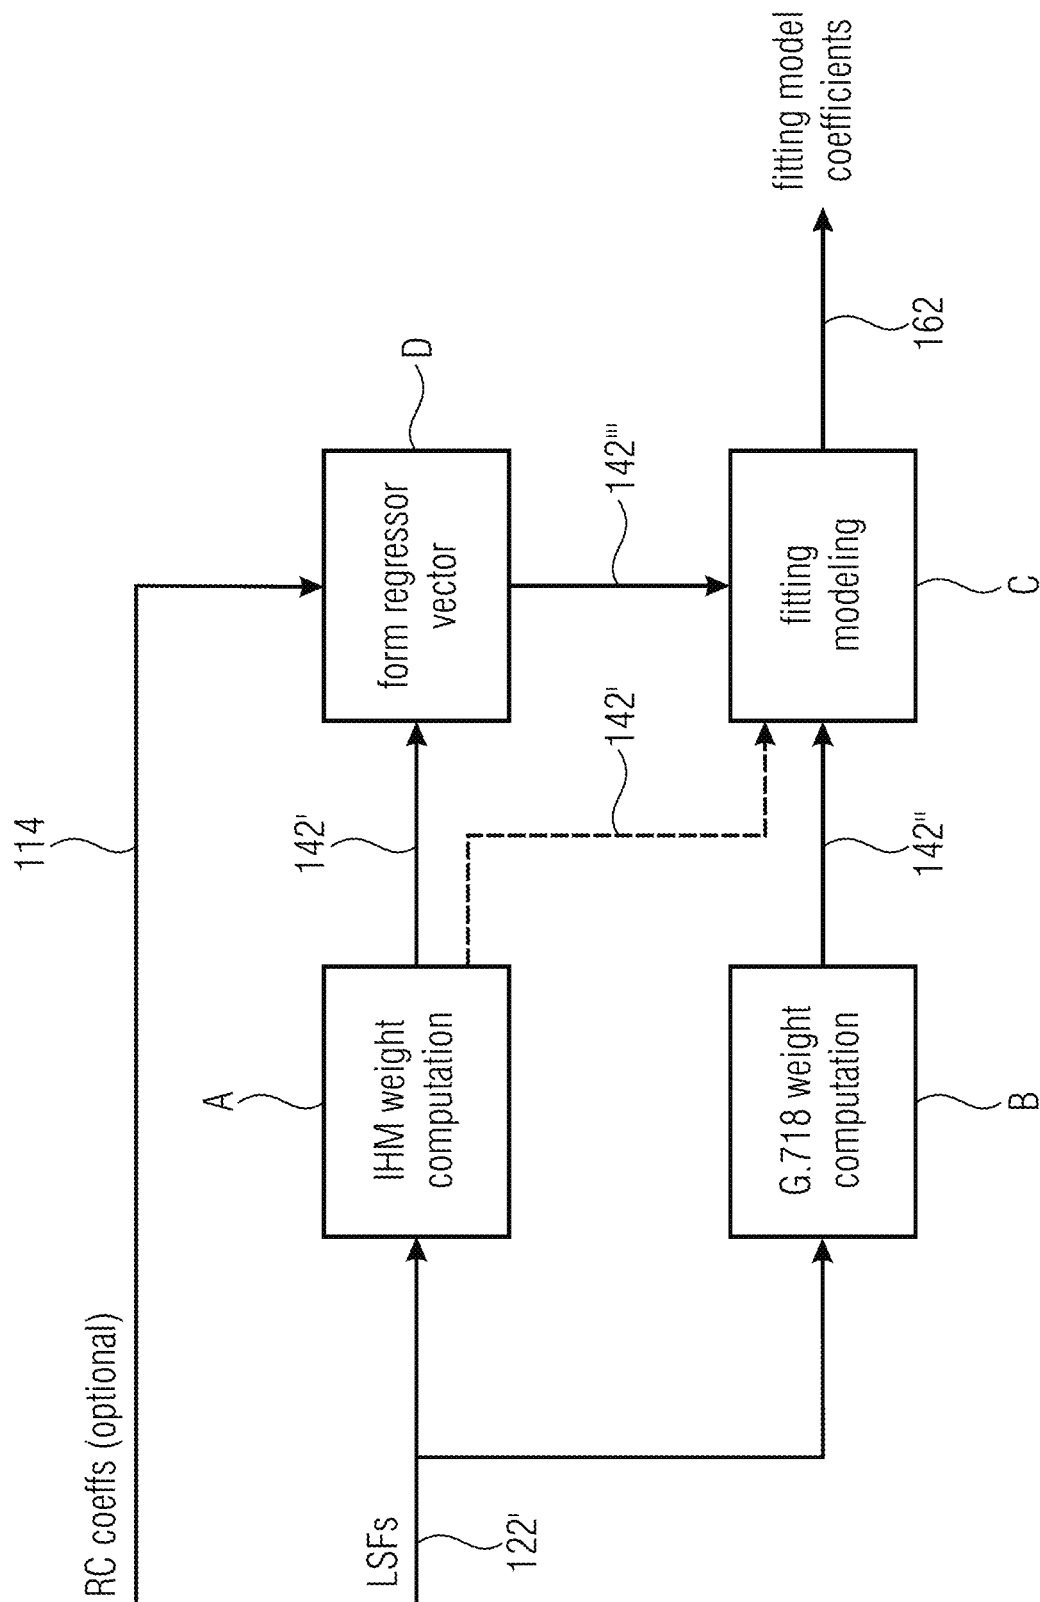 RC coeffs (optional)
114
LSFs
122'
A
IHM weight
computation
142'
form regressor
vector
D
142'
142'''
G.718 weight
computation
B
142''
fitting
modeling
C
162
fitting model
coefficients